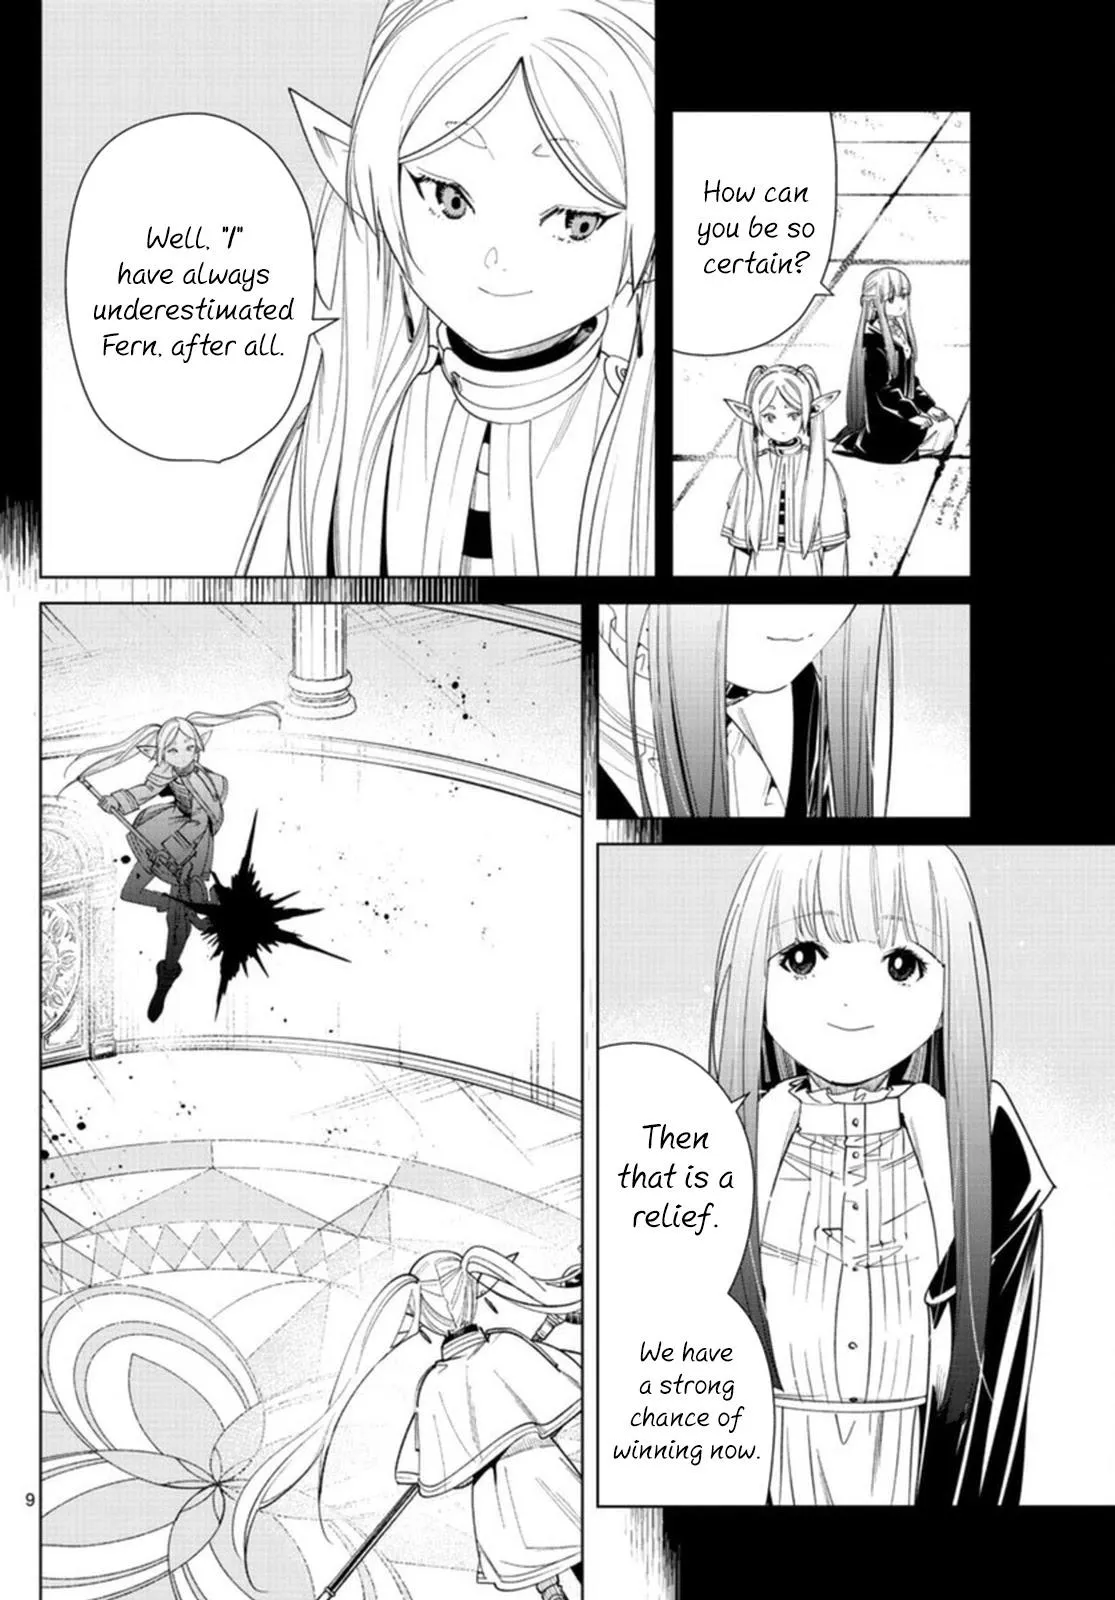 How can
you be so
certain?
Well, "I"
have always
underestimated
Fern, after all.
Then
that is a
relief.
We have
a strong
chance of
winning now.
9